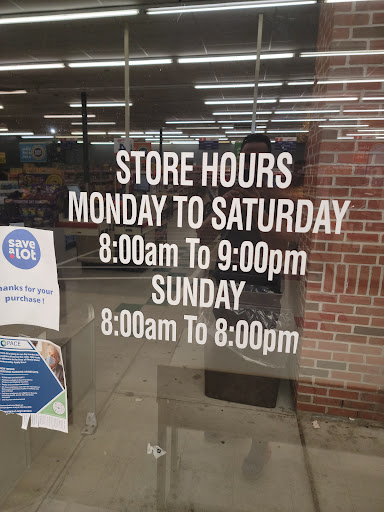 STORE HOURS
MONDAY TO SATURDAY
8:00am To 9:00pm
SUNDAY
8:00am To 8:00pm
save
a lot
hanks for your
purchase!
PACE